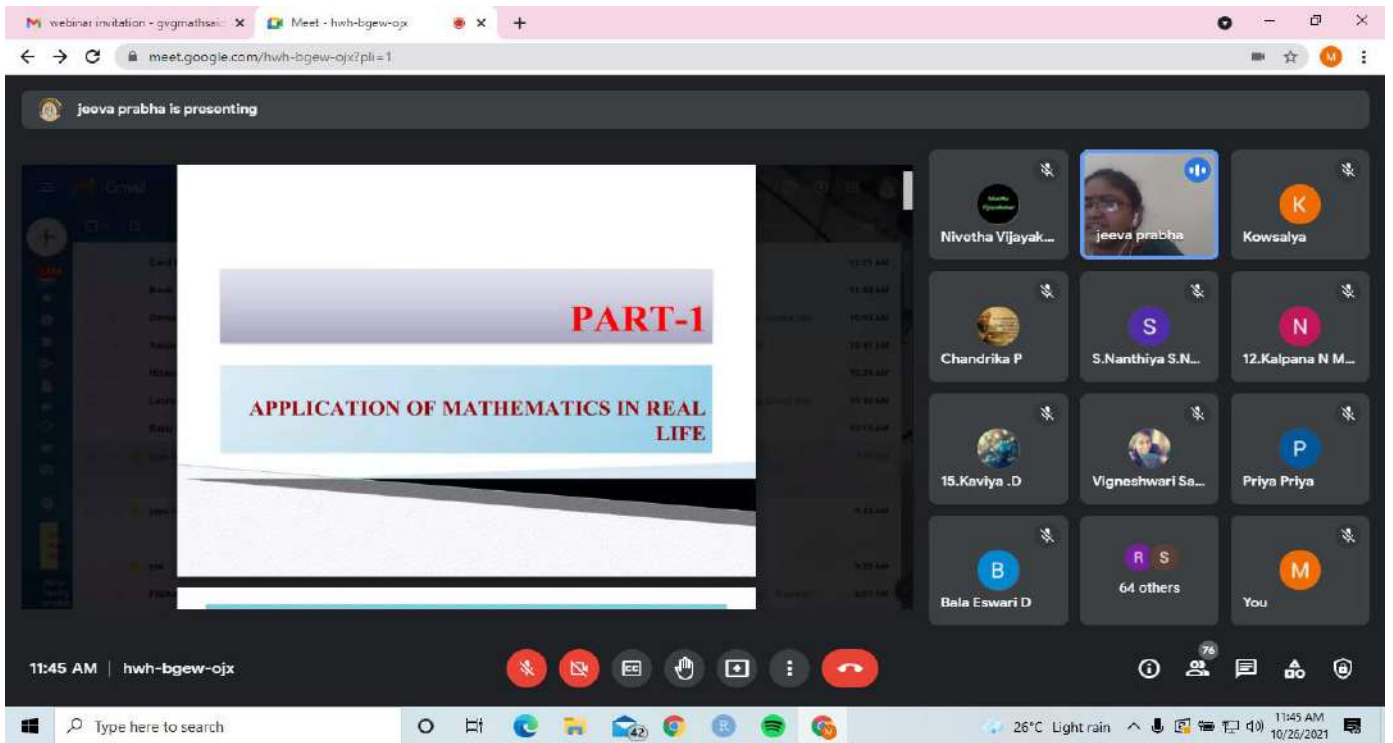 webinar invitation - gvgmathsaid
Meet - hwh-bgew-ojx
meet.google.com/hwh-bgew-ojx?pli=1
M
jeeva prabha is presenting
Gmail
PART-1
APPLICATION OF MATHEMATICS IN REAL
LIFE
Nivetha Vijayak...
jeeva prabha
K
Kowsalya
Chandrika P
S
S.Nanthiya S.N...
N
12.Kalpana N M...
15.Kaviya .D
Vigneshwari Sa...
P
Priya Priya
B
Bala Eswari D
R S
64 others
M
You
11:45 AM | hwh-bgew-ojx
CC
76
Type here to search
42
R
26°C Light rain
11:45 AM
10/26/2021